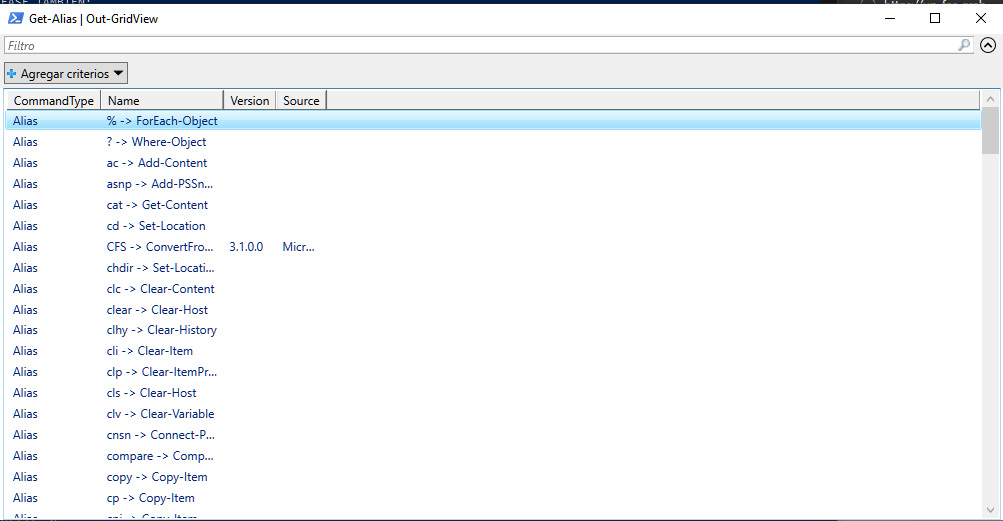 Get-Alias | Out-GridView
Filtro
Agregar criterios
CommandType Name Version Source
Alias % -> ForEach-Object
Alias ? -> Where-Object
Alias ac -> Add-Content
Alias asnp -> Add-PSSn...
Alias cat -> Get-Content
Alias cd -> Set-Location
Alias CFS -> ConvertFro... 3.1.0.0 Micr...
Alias chdir -> Set-Locati...
Alias clc -> Clear-Content
Alias clear -> Clear-Host
Alias clhy -> Clear-History
Alias cli -> Clear-Item
Alias clp -> Clear-ItemPr...
Alias cls -> Clear-Host
Alias clv -> Clear-Variable
Alias cnsn -> Connect-P...
Alias compare -> Comp...
Alias copy -> Copy-Item
Alias cp -> Copy-Item
Alias cpi -> Copy-Item